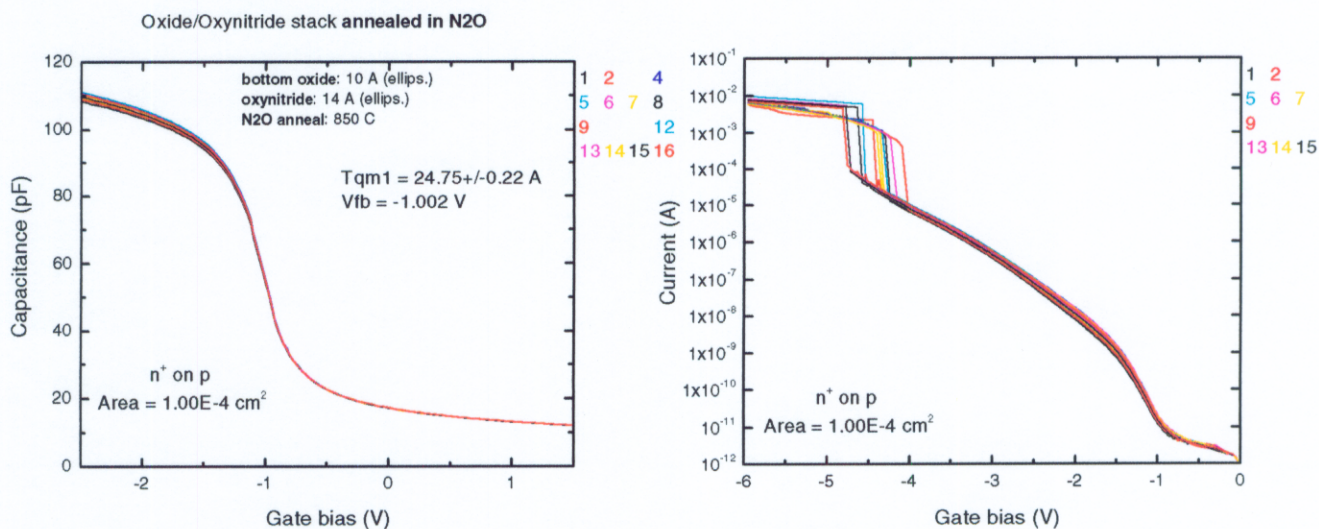 Oxide/Oxynitride stack annealed in N2O
120
100
80
60
40
20
0
Capacitance (pF)
bottom oxide: 10 A (ellips.)
oxynitride: 14 A (ellips.)
N2O anneal: 850 C
Tqm1 = 24.75+/-0.22 A
Vfb = -1.002 V
n⁺ on p
Area = 1.00E-4 cm²
-2 -1 0 1
Gate bias (V)
1 2 4
5 6 7 8
9 12
13 14 15 16
1x10⁻¹
1x10⁻²
1x10⁻³
1x10⁻⁴
1x10⁻⁵
1x10⁻⁶
1x10⁻⁷
1x10⁻⁸
1x10⁻⁹
1x10⁻¹⁰
10⁻¹¹
10⁻¹²
Current (A)
n⁺ on p
Area = 1.00E-4 cm²
-6 -5 -4 -3 -2 -1 0
Gate bias (V)
1 2
5 6 7
9
13 14 15